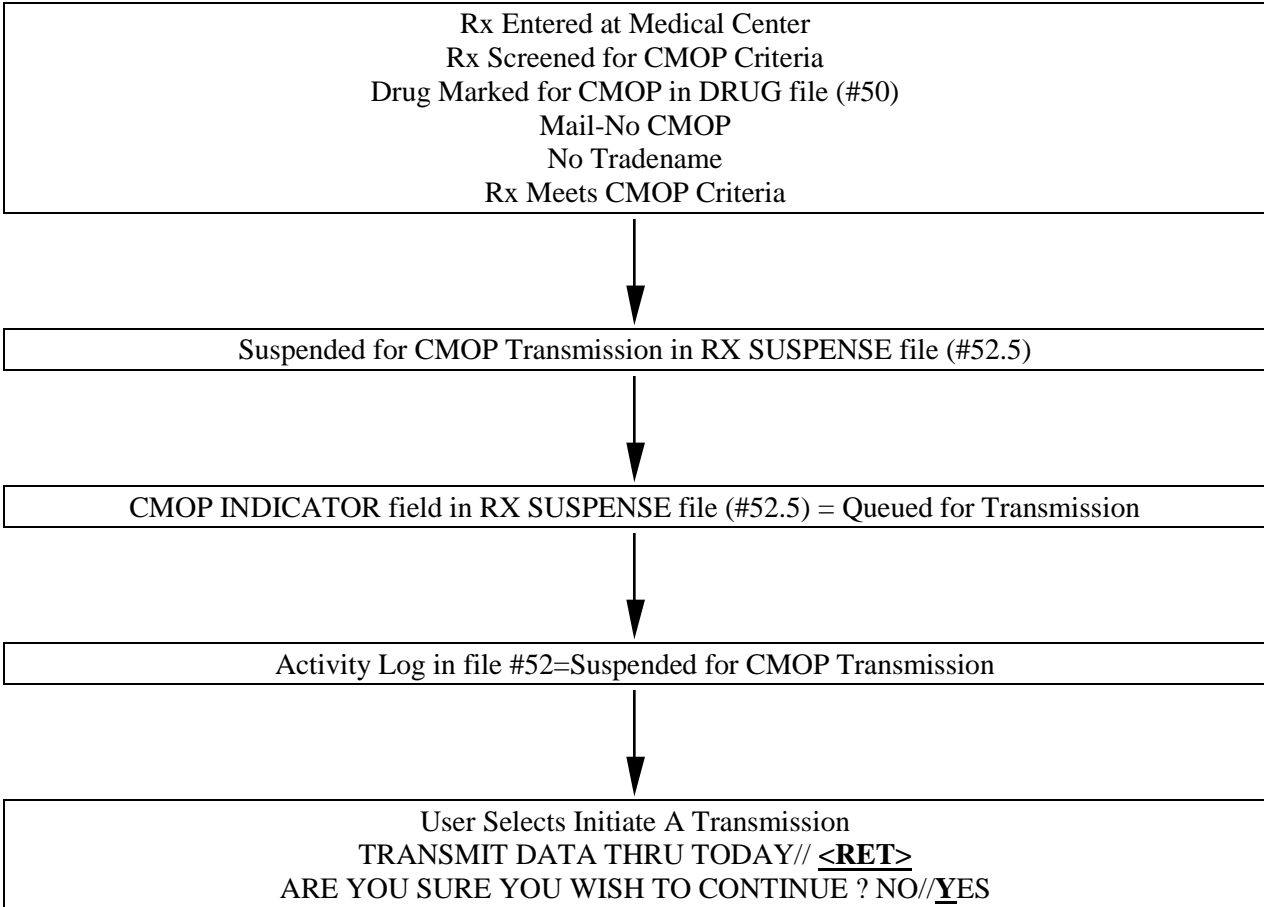 Rx Entered at Medical Center
Rx Screened for CMOP Criteria
Drug Marked for CMOP in DRUG file (#50)
Mail-No CMOP
No Tradename
Rx Meets CMOP Criteria
Suspended for CMOP Transmission in RX SUSPENSE file (#52.5)
CMOP INDICATOR field in RX SUSPENSE file (#52.5) = Queued for Transmission
Activity Log in file #52=Suspended for CMOP Transmission
User Selects Initiate A Transmission
TRANSMIT DATA THRU TODAY// <RET>
ARE YOU SURE YOU WISH TO CONTINUE ? NO//YES